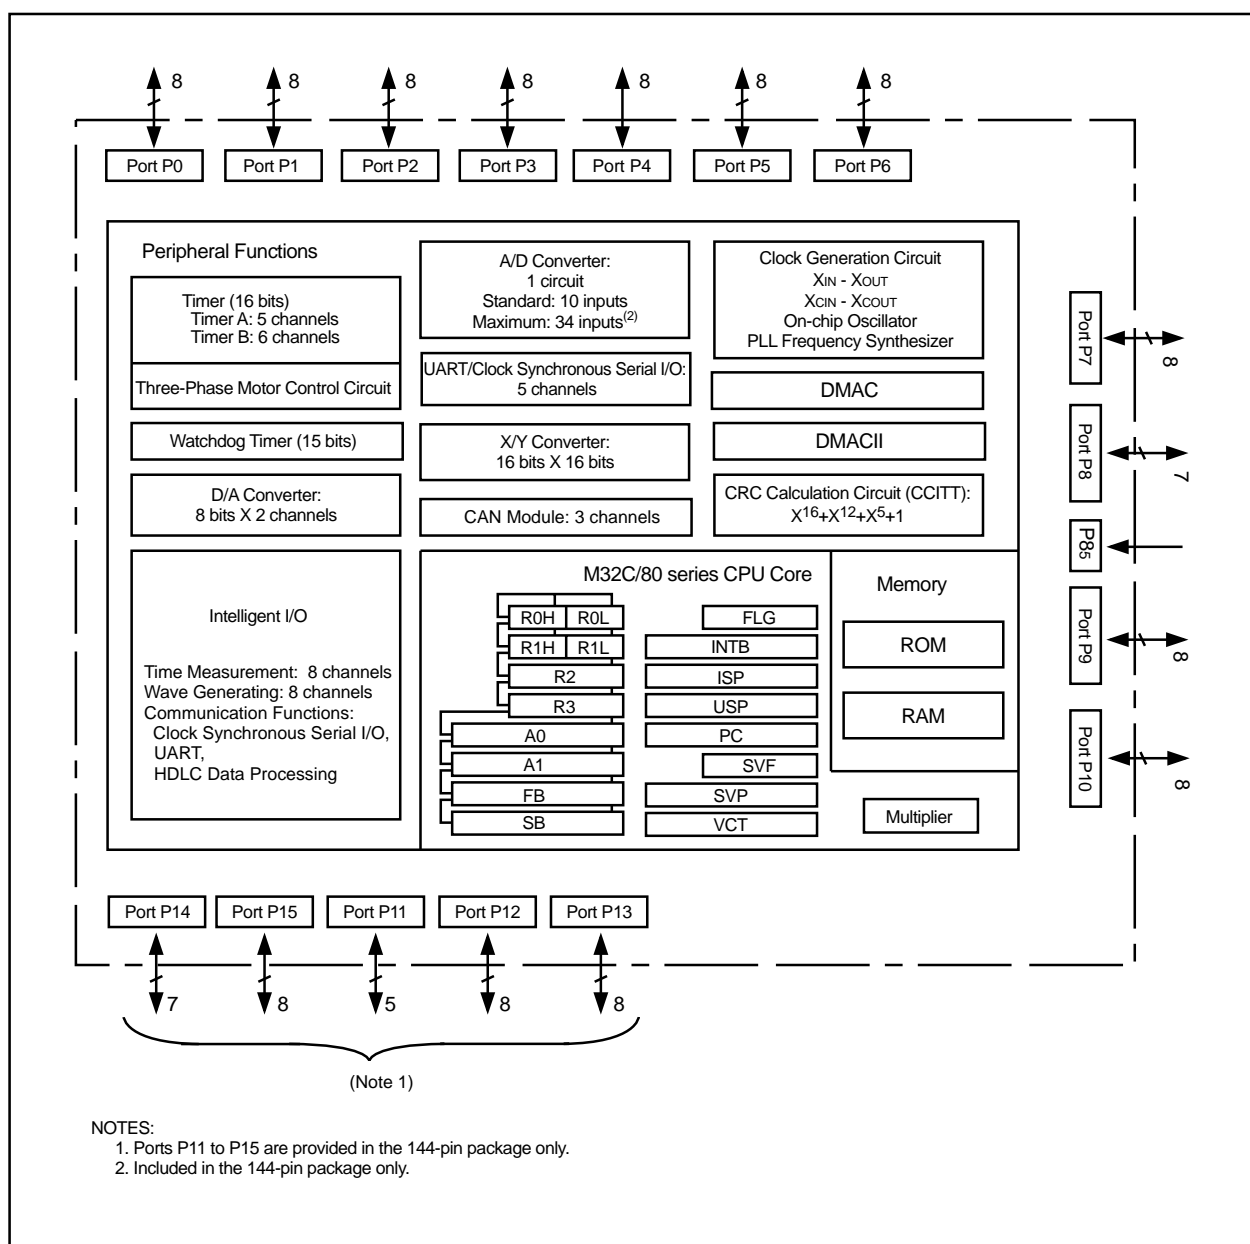 8 8 8 8 8 8 8
Port P0 Port P1 Port P2 Port P3 Port P4 Port P5 Port P6
Peripheral Functions
Timer (16 bits)
Timer A: 5 channels
Timer B: 6 channels
Three-Phase Motor Control Circuit
Watchdog Timer (15 bits)
D/A Converter:
8 bits X 2 channels
Intelligent I/O
Time Measurement: 8 channels
Wave Generating: 8 channels
Communication Functions:
Clock Synchronous Serial I/O,
UART,
HDLC Data Processing
A/D Converter:
1 circuit
Standard: 10 inputs
Maximum: 34 inputs(2)
UART/Clock Synchronous Serial I/O:
5 channels
X/Y Converter:
16 bits X 16 bits
CAN Module: 3 channels
Clock Generation Circuit
XIN - XOUT
XCIN - XCOUT
On-chip Oscillator
PLL Frequency Synthesizer
DMAC
DMACII
CRC Calculation Circuit (CCITT):
X16+X12+X5+1
M32C/80 series CPU Core
R0H R0L
R1H R1L
R2
R3
A0
A1
FB
SB
FLG
INTB
ISP
USP
PC
SVF
SVP
VCT
Memory
ROM
RAM
Multiplier
Port P7
8
Port P8
7
P85
Port P9
8
Port P10
8
Port P14 Port P15 Port P11 Port P12 Port P13
7 8 5 8 8
(Note 1)
NOTES:
1. Ports P11 to P15 are provided in the 144-pin package only.
2. Included in the 144-pin package only.